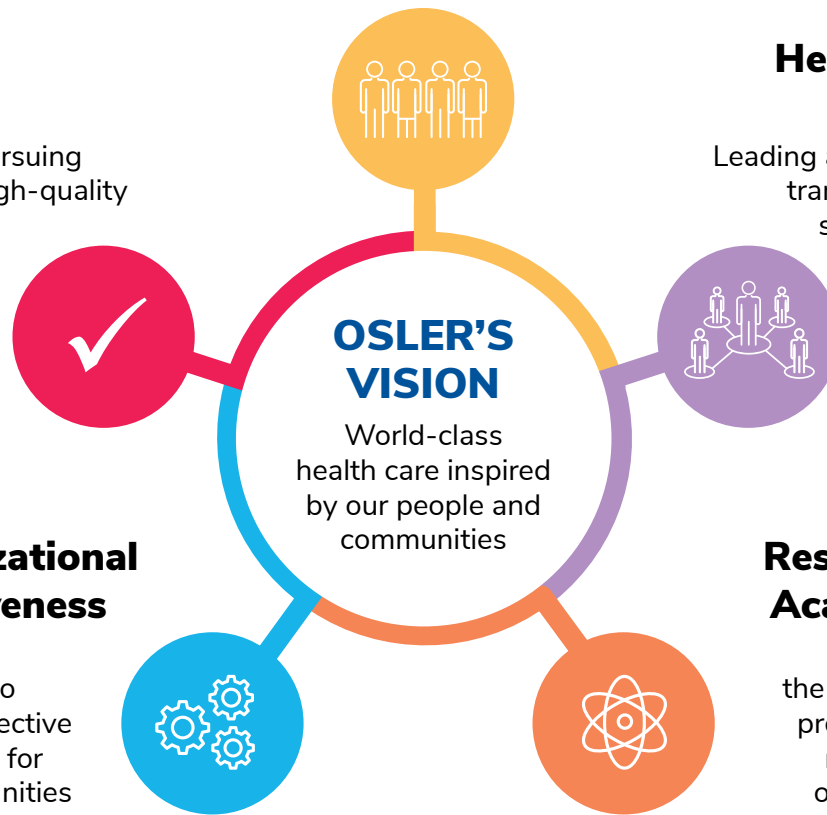 He
rsuing
gh-quality
Leading
tra
s
OSLER’S
VISION
World-class
health care inspired
by our people and
communities
zational
eness
Res
Aca
o
ective
for
nities
the
pr
o